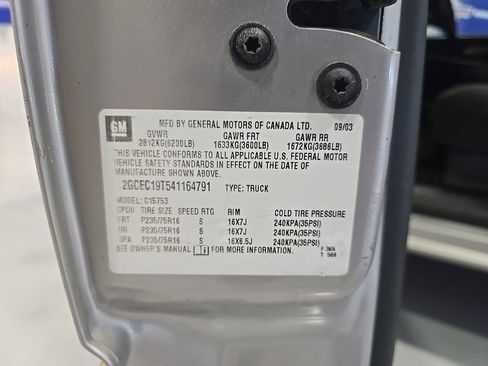 GM
MFD BY GENERAL MOTORS OF CANADA LTD. 09/03
GVWR GAWR FRT GAWR RR
2812KG(6200LB) 1633KG(3600LB) 1672KG(3686LB)
THIS VEHICLE CONFORMS TO ALL APPLICABLE U.S. FEDERAL MOTOR
VEHICLE SAFETY STANDARDS IN EFFECT ON THE DATE OF
MANUFACTURE SHOWN ABOVE.
2GCEC19T541164791 TYPE: TRUCK
MODEL: C15753
TIRE SIZE SPEED RTG RIM COLD TIRE PRESSURE
FRT P235/75R16 S 16X7J 240KPA(35PSI)
RR P235/75R16 S 16X7J 240KPA(35PSI)
SPA P235/75R16 S 16X6.5J 240KPA(35PSI)
SEE OWNER'S MANUAL FOR MORE INFORMATION.